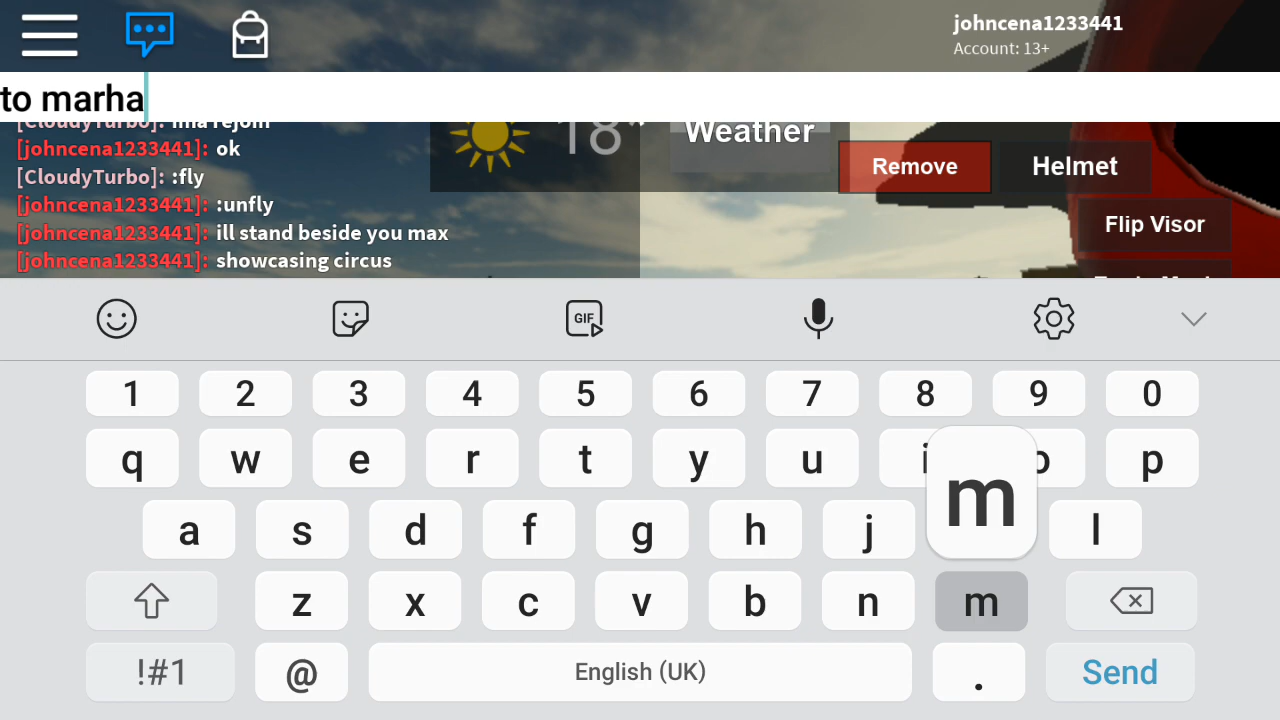 johncena1233441
Account: 13+
to marha
[CloudyTurbo]: ima rejoin
[johncena1233441]: ok
[CloudyTurbo]: :fly
[johncena1233441]: :unfly
[johncena1233441]: ill stand beside you max
[johncena1233441]: showcasing circus
18°
Weather
Remove
Helmet
Flip Visor
GIF
1 2 3 4 5 6 7 8 9 0
q w e r t y u i o p
a s d f g h j m l
z x c v b n m
!#1 @ English (UK) . Send